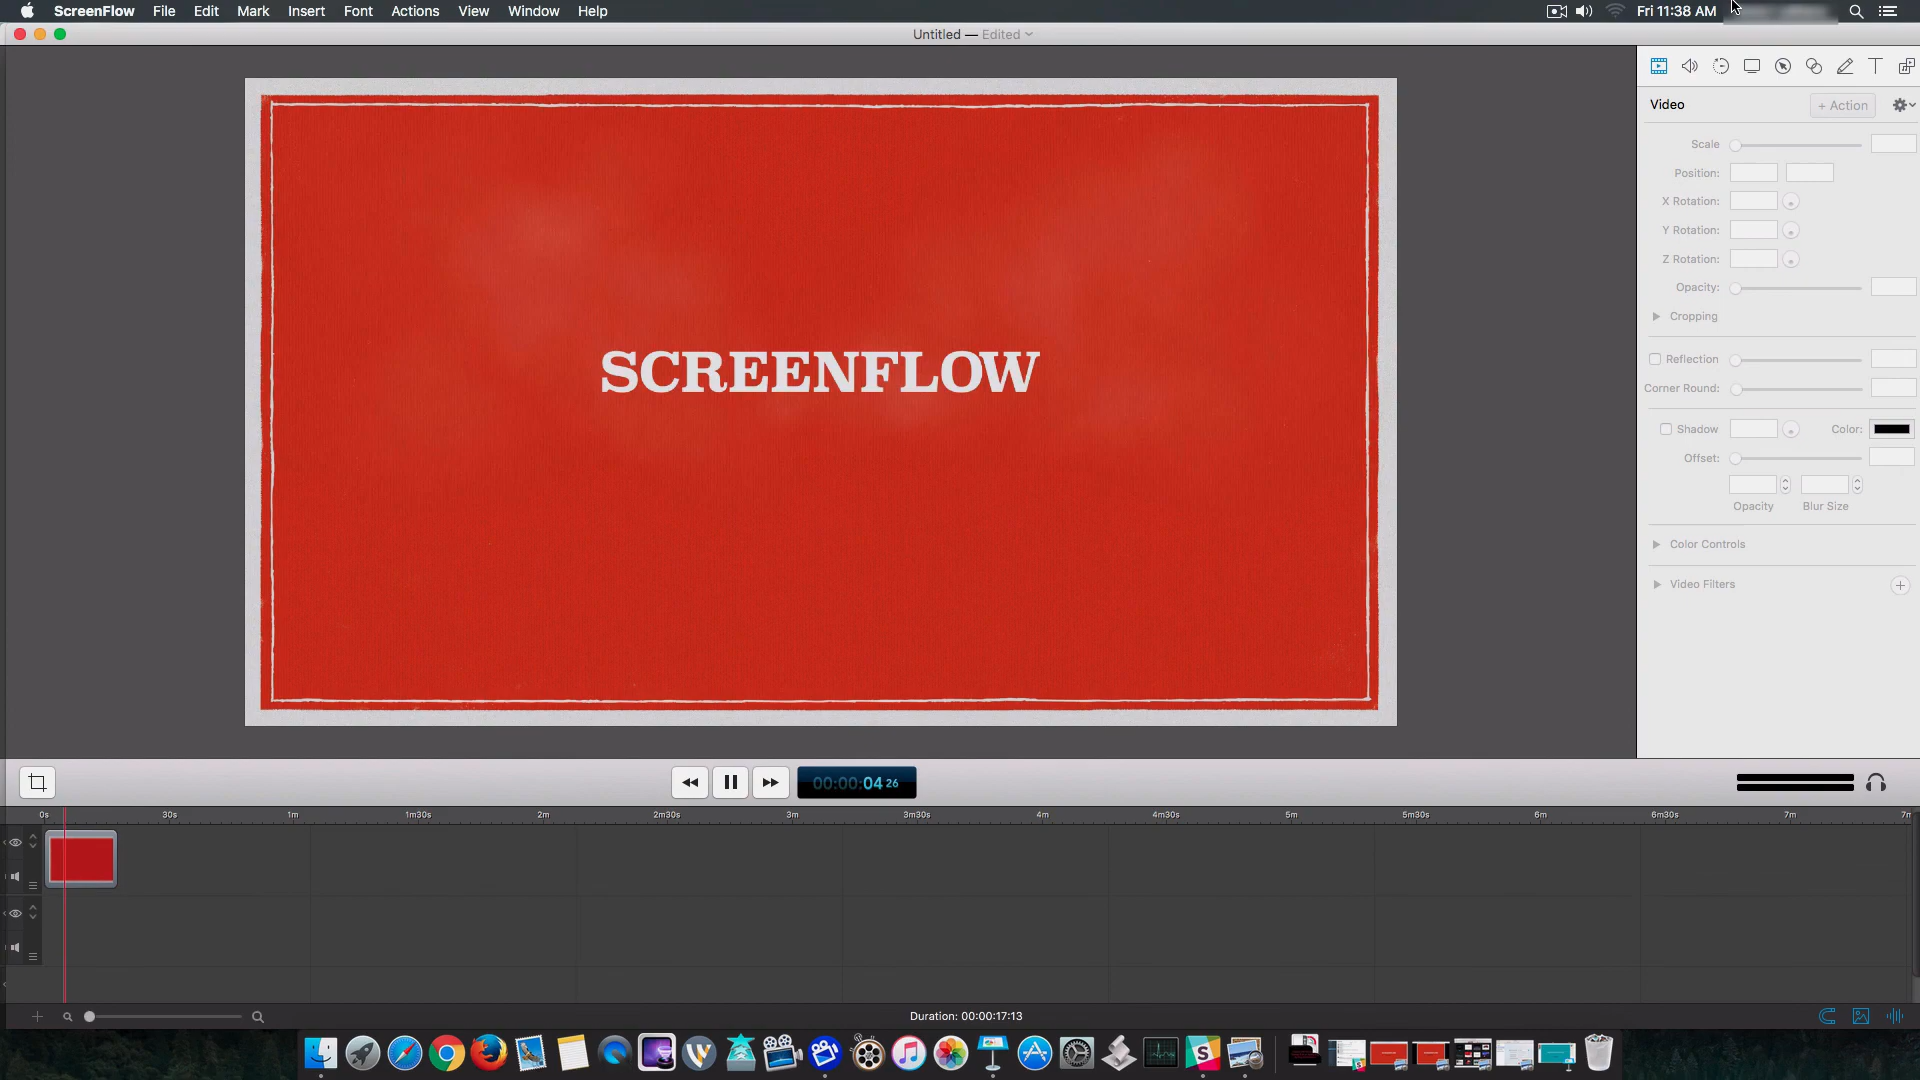 ScreenFlow File Edit Mark Insert Font Actions View Window Help Fri 11:38 AM
Untitled — Edited
Video + Action
Scale
Position:
X Rotation:
Y Rotation:
Z Rotation:
Opacity:
Cropping
Reflection
Corner Round:
Shadow Color:
Offset:
Opacity Blur Size
Color Controls
Video Filters
SCREENFLOW
00:00:04 26
0s 30s 1m 1m30s 2m 2m30s 3m 3m30s 4m 4m30s 5m 5m30s 6m 6m30s 7m
Duration: 00:00:17:13